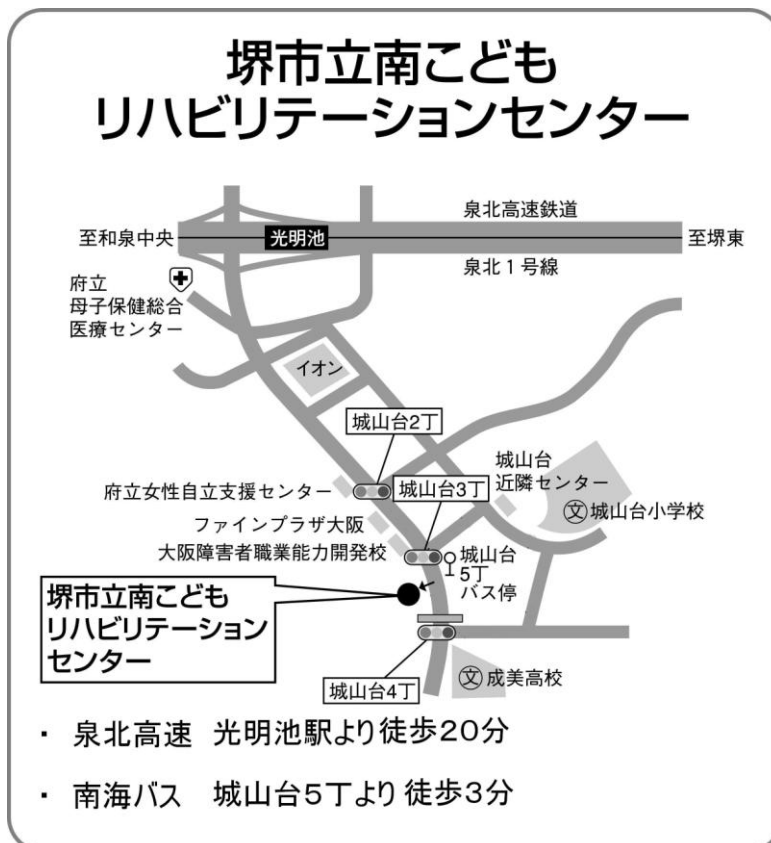 堺市立南こども
リハビリテーションセンター
泉北高速鉄道
至和泉中央
光明池
至堺東
泉北1号線
府立
母子保健総合
医療センター
イオン
城山台2丁
城山台
近隣センター
府立女性自立支援センター
城山台3丁
文城山台小学校
ファインプラザ大阪
大阪障害者職業能力開発校
城山台
5丁
バス停
堺市立南こども
リハビリテーション
センター
文成美高校
城山台4丁
・ 泉北高速 光明池駅より徒歩20分
・ 南海バス 城山台5丁より徒歩3分